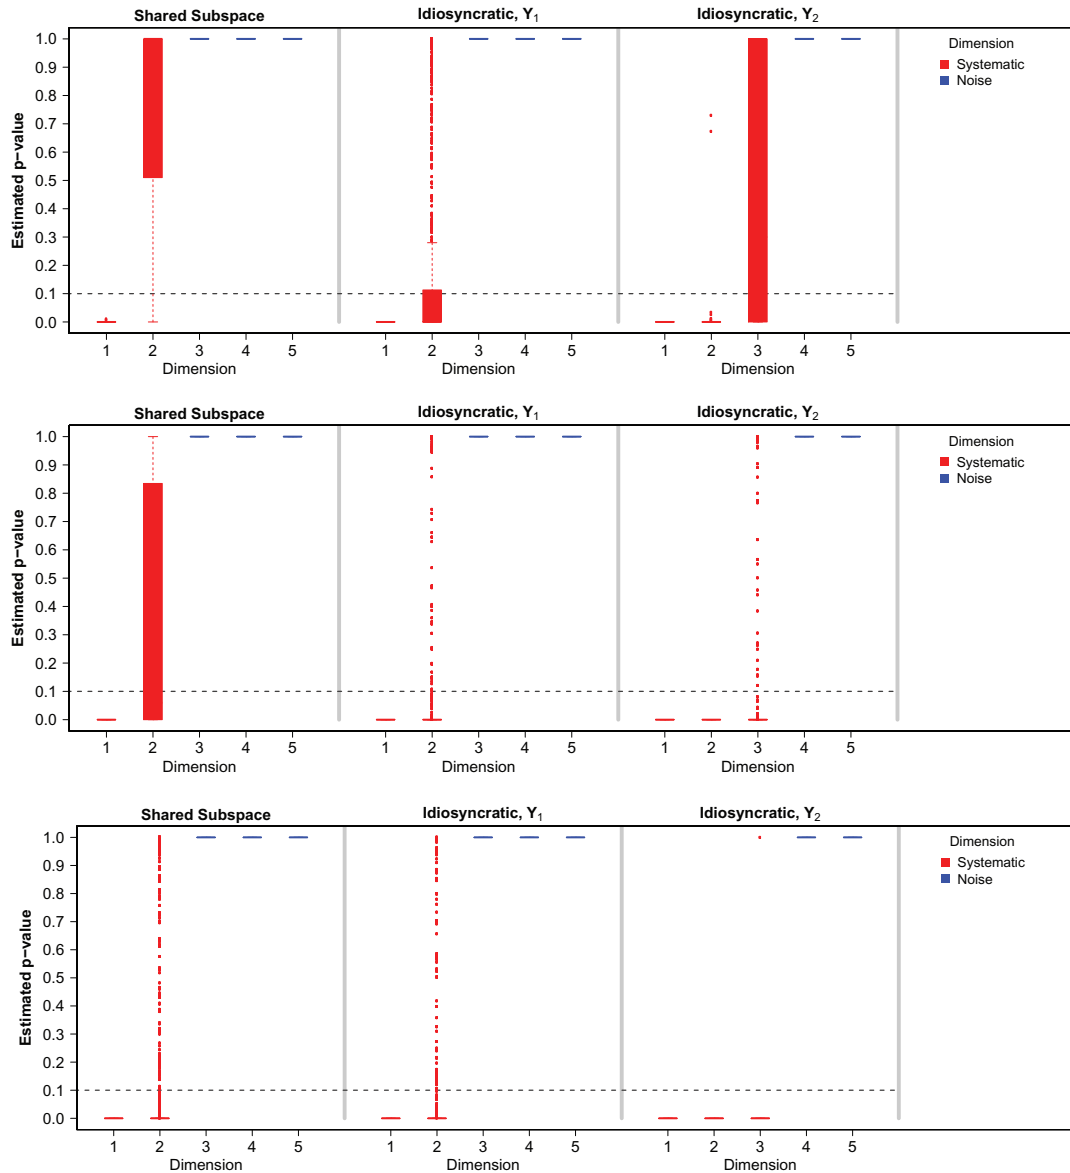 Shared Subspace
Idiosyncratic, Y1
Idiosyncratic, Y2
Estimated p−value
1.0
0.9
0.8
0.7
0.6
0.5
0.4
0.3
0.2
0.1
0.0
1 2 3 4 5
1 2 3 4 5
1 2 3 4 5
Dimension
Dimension
Dimension
Dimension
Systematic
Noise
Shared Subspace
Idiosyncratic, Y1
Idiosyncratic, Y2
Estimated p−value
1.0
0.9
0.8
0.7
0.6
0.5
0.4
0.3
0.2
0.1
0.0
1 2 3 4 5
1 2 3 4 5
1 2 3 4 5
Dimension
Dimension
Dimension
Dimension
Systematic
Noise
Shared Subspace
Idiosyncratic, Y1
Idiosyncratic, Y2
Estimated p−value
1.0
0.9
0.8
0.7
0.6
0.5
0.4
0.3
0.2
0.1
0.0
1 2 3 4 5
1 2 3 4 5
1 2 3 4 5
Dimension
Dimension
Dimension
Dimension
Systematic
Noise